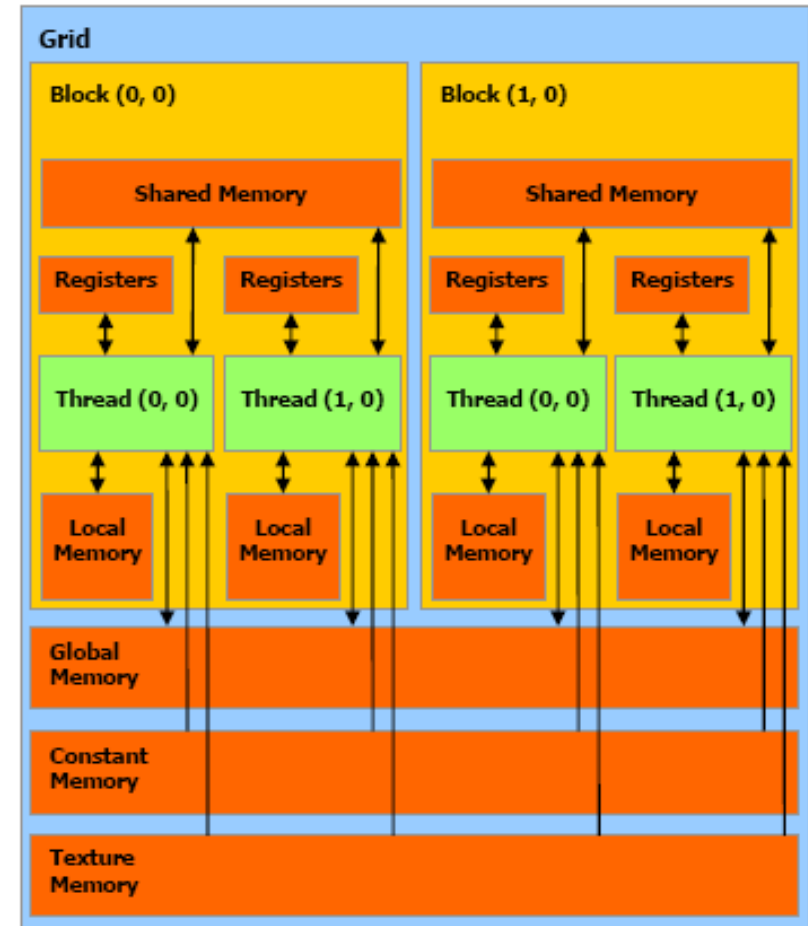 Grid
Block (0, 0)
Block (1, 0)
Shared Memory
Shared Memory
Registers
Registers
Registers
Registers
Thread (0, 0)
Thread (1, 0)
Thread (0, 0)
Thread (1, 0)
Local
Memory
Local
Memory
Local
Memory
Local
Memory
Global
Memory
Constant
Memory
Texture
Memory